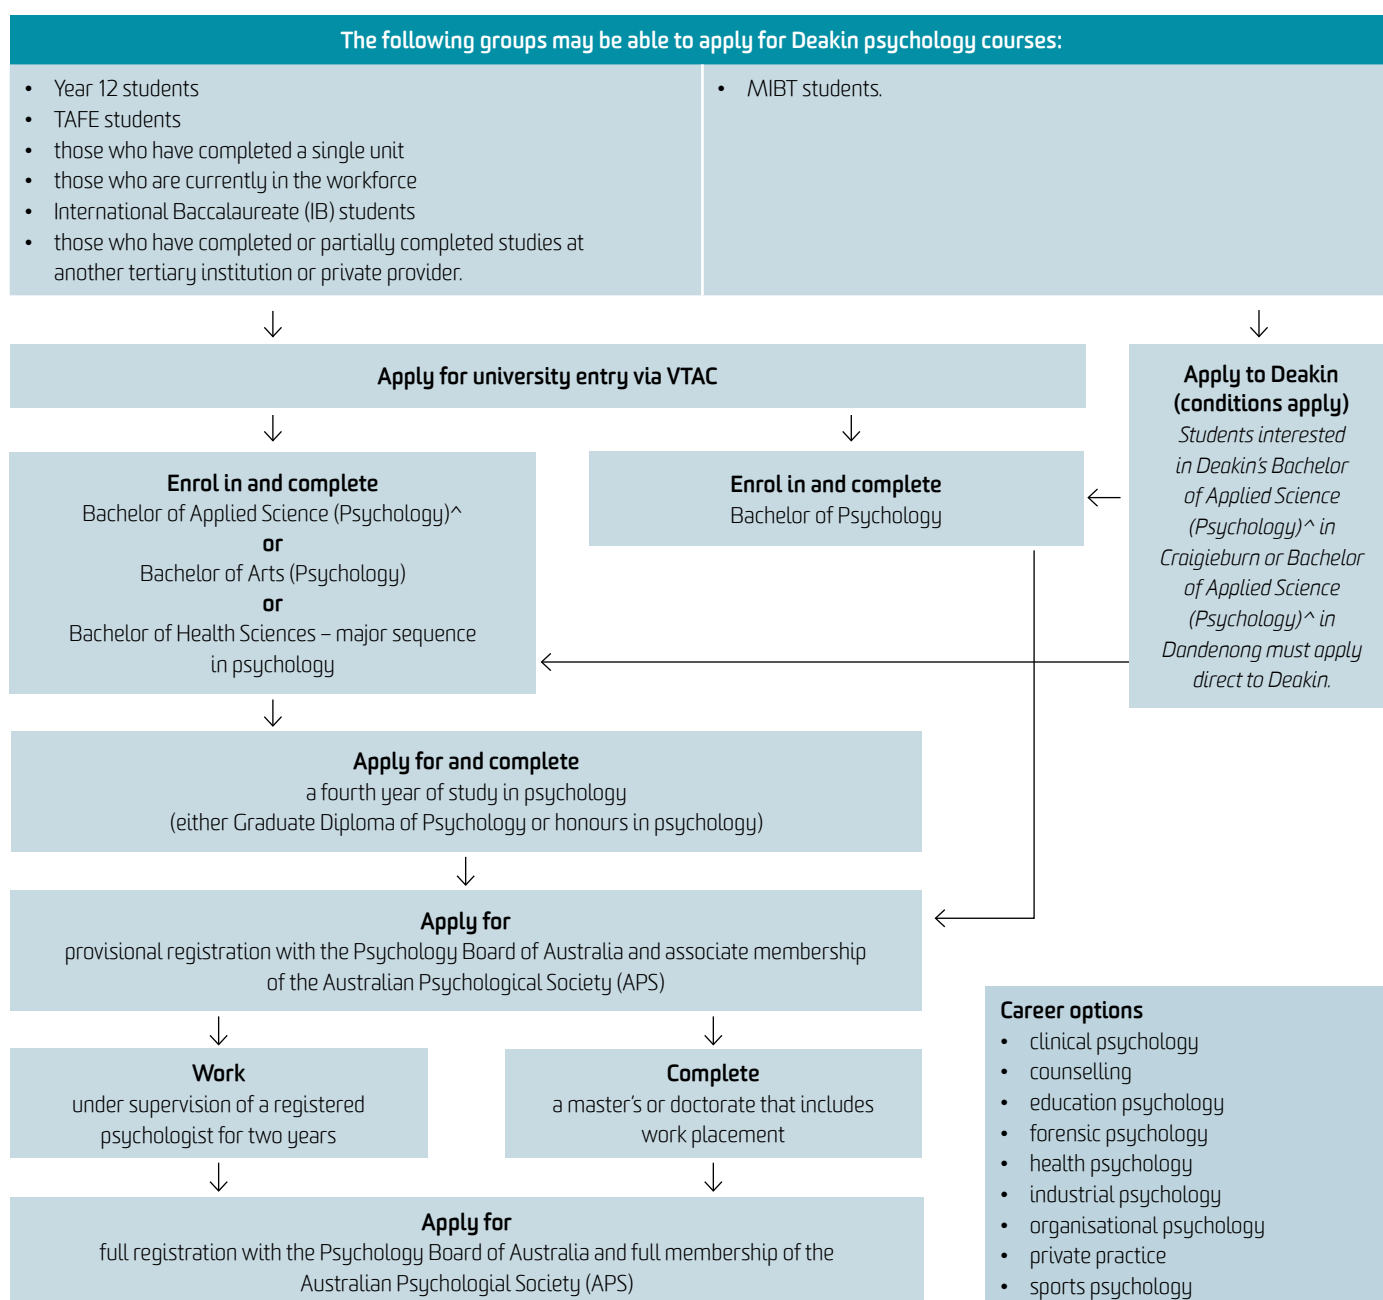 The following groups may be able to apply for Deakin psychology courses:
• Year 12 students
• TAFE students
• those who have completed a single unit
• those who are currently in the workforce
• International Baccalaureate (IB) students
• those who have completed or partially completed studies at
another tertiary institution or private provider.
• MIBT students.
Apply for university entry via VTAC
Apply to Deakin
(conditions apply)
Students interested
in Deakin's Bachelor
of Applied Science
(Psychology)^ in
Craigieburn or Bachelor
of Applied Science
(Psychology)^ in
Dandenong must apply
direct to Deakin.
Enrol in and complete
Bachelor of Applied Science (Psychology)^
or
Bachelor of Arts (Psychology)
or
Bachelor of Health Sciences – major sequence
in psychology
Enrol in and complete
Bachelor of Psychology
Apply for and complete
a fourth year of study in psychology
(either Graduate Diploma of Psychology or honours in psychology)
Apply for
provisional registration with the Psychology Board of Australia and associate membership
of the Australian Psychological Society (APS)
Work
under supervision of a registered
psychologist for two years
Complete
a master's or doctorate that includes
work placement
Apply for
full registration with the Psychology Board of Australia and full membership of the
Australian Psychologial Society (APS)
Career options
• clinical psychology
• counselling
• education psychology
• forensic psychology
• health psychology
• industrial psychology
• organisational psychology
• private practice
• sports psychology